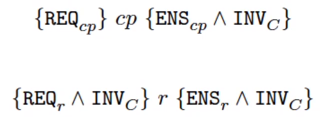 {REQ_cp} cp {ENS_cp ∧ INV_C}
{REQ_r ∧ INV_C} r {ENS_r ∧ INV_C}